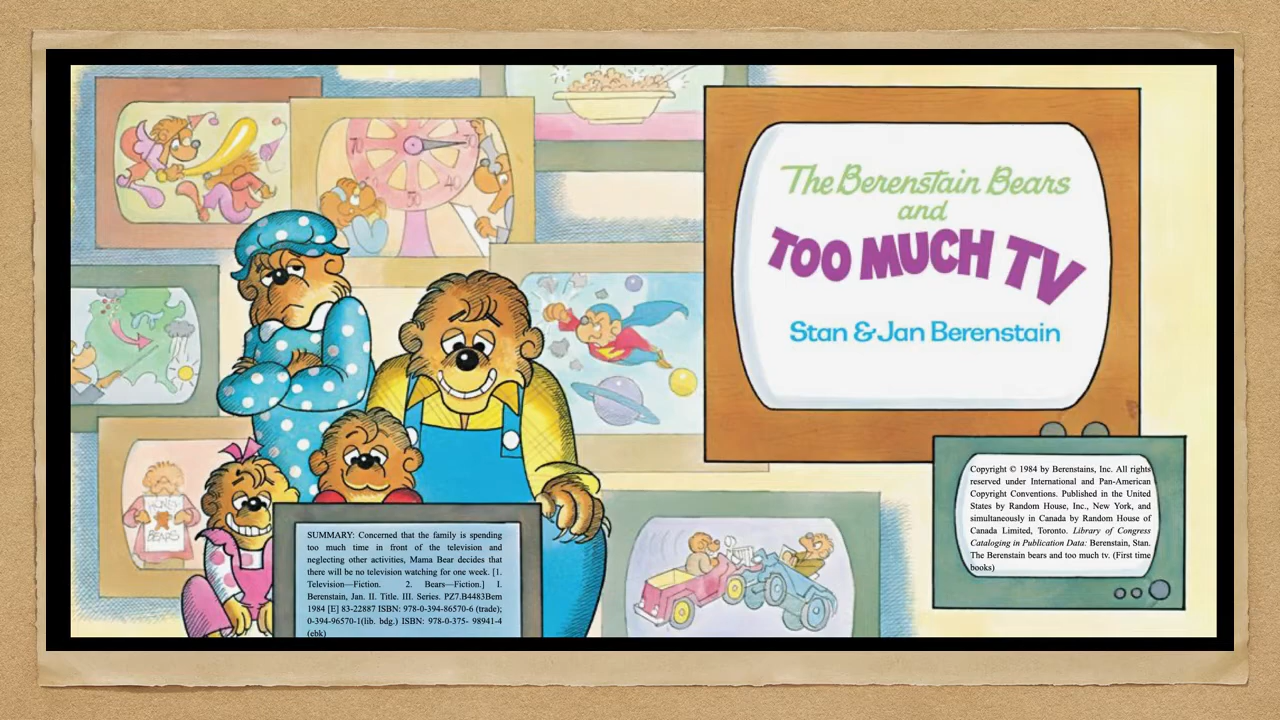 The Berenstain Bears
and
TOO MUCH TV
Stan & Jan Berenstain
Copyright © 1984 by Berenstains, Inc. All rights
reserved under International and Pan-American
Copyright Conventions. Published in the United
States by Random House, Inc., New York, and
simultaneously in Canada by Random House of
Canada Limited, Toronto. Library of Congress
Cataloging in Publication Data: Berenstain, Stan.
The Berenstain bears and too much tv. (First time
books)
SUMMARY: Concerned that the family is spending
too much time in front of the television and
neglecting other activities, Mama Bear decides that
there will be no television watching for one week. [1.
Television—Fiction. 2. Bears—Fiction.] I.
Berenstain, Jan. II. Title. III. Series. PZ7.B4483Bem
1984 [E] 83-22887 ISBN: 978-0-394-86570-6 (trade);
0-394-96570-1(lib. bdg.) ISBN: 978-0-375- 98941-4
(ebk)
HONEY
BEARS
70
40
50